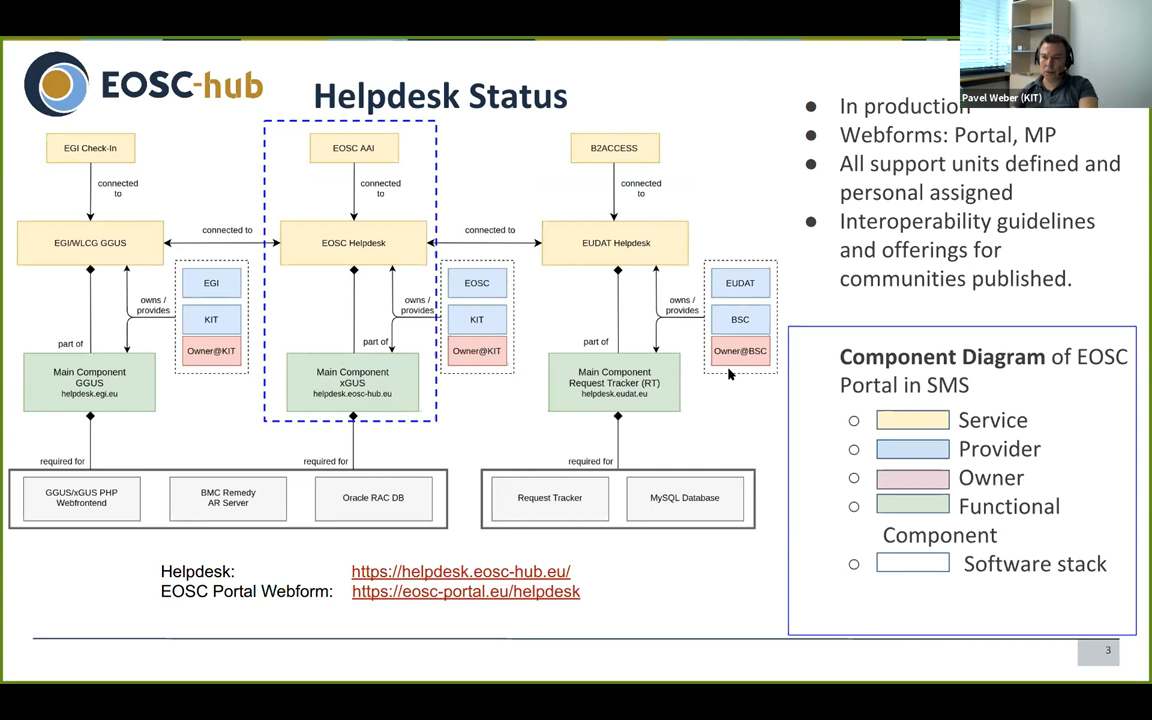 EOSC-hub
Helpdesk Status
Pavel Weber (KIT)
EGI Check-In
EOSC AAI
B2ACCESS
connected
to
connected
to
connected
to
EGI/WLCG GGUS
connected to
EOSC Helpdesk
connected to
EUDAT Helpdesk
EGI
KIT
Owner@KIT
owns /
provides
EOSC
KIT
Owner@KIT
owns /
provides
EUDAT
BSC
Owner@BSC
owns /
provides
part of
part of
part of
Main Component
GGUS
helpdesk.egi.eu
Main Component
xGUS
helpdesk.eosc-hub.eu
Main Component
Request Tracker (RT)
helpdesk.eudat.eu
required for
required for
required for
GGUS/xGUS PHP
Webfrontend
BMC Remedy
AR Server
Oracle RAC DB
Request Tracker
MySQL Database
Helpdesk: https://helpdesk.eosc-hub.eu/
EOSC Portal Webform: https://eosc-portal.eu/helpdesk
● In production
● Webforms: Portal, MP
● All support units defined and
personal assigned
● Interoperability guidelines
and offerings for
communities published.
Component Diagram of EOSC
Portal in SMS
○ Service
○ Provider
○ Owner
○ Functional
Component
○ Software stack
3